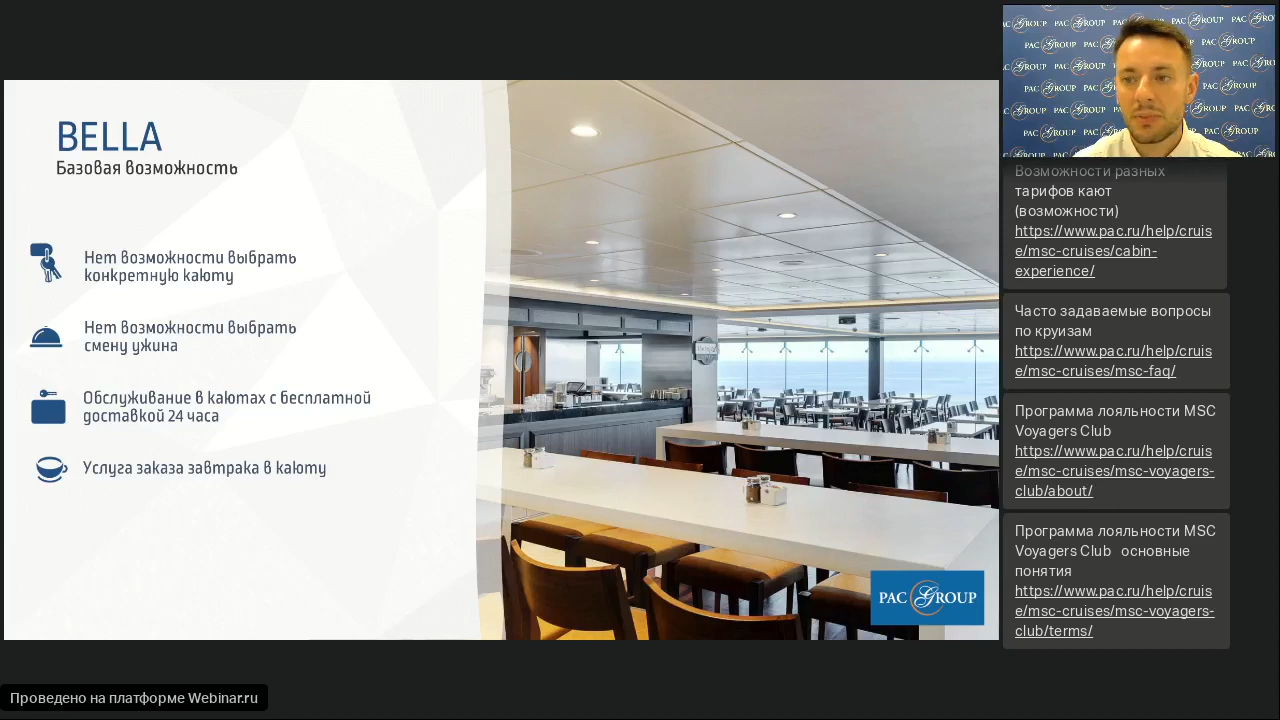 BELLA
Базовая возможность
Нет возможности выбрать
конкретную каюту
Нет возможности выбрать
смену ужина
Обслуживание в каютах с бесплатной
доставкой 24 часа
Услуга заказа завтрака в каюту
PAC GROUP
Возможности разных
тарифов кают
(возможности)
https://www.pac.ru/help/cruis
e/msc-cruises/cabin-
experience/
Часто задаваемые вопросы
по круизам
https://www.pac.ru/help/cruis
e/msc-cruises/msc-faq/
Программа лояльности MSC
Voyagers Club
https://www.pac.ru/help/cruis
e/msc-cruises/msc-voyagers-
club/about/
Программа лояльности MSC
Voyagers Club основные
понятия
https://www.pac.ru/help/cruis
e/msc-cruises/msc-voyagers-
club/terms/
Проведено на платформе Webinar.ru